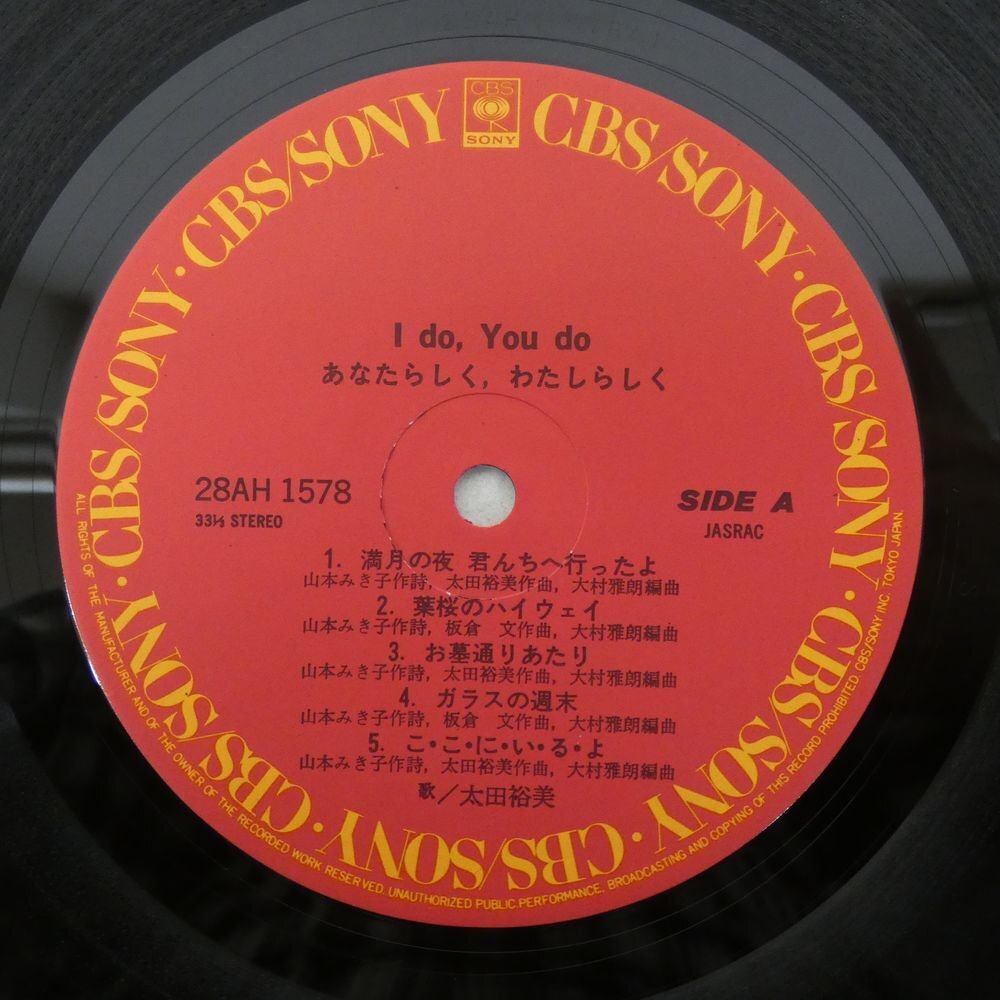 CBS
SONY
CBS/SONY・CBS/SONY・CBS/SONY・CBS/SONY・CBS/SONY・CBS/SONY・CBS/SONY・CBS/SONY
I do, You do
あなたらしく, わたしらしく
28AH 1578
33⅓ STEREO
SIDE A
JASRAC
1. 満月の夜 君んちへ行ったよ
山本みき子作詩, 太田裕美作曲, 大村雅朗編曲
2. 葉桜のハイウェイ
山本みき子作詩, 板倉 文作曲, 大村雅朗編曲
3. お墓通りあたり
山本みき子作詩, 太田裕美作曲, 大村雅朗編曲
4. ガラスの週末
山本みき子作詩, 板倉 文作曲, 大村雅朗編曲
5. こ・こ・に・い・る・よ
山本みき子作詩, 太田裕美作曲, 大村雅朗編曲
歌／太田裕美
ALL RIGHTS OF THE MANUFACTURER AND OF THE OWNER OF THE RECORDED WORK RESERVED. UNAUTHORIZED PUBLIC PERFORMANCE. BROADCASTING AND COPYING OF THIS RECORD PROHIBITED. CBS/SONY INC. TOKYO JAPAN.